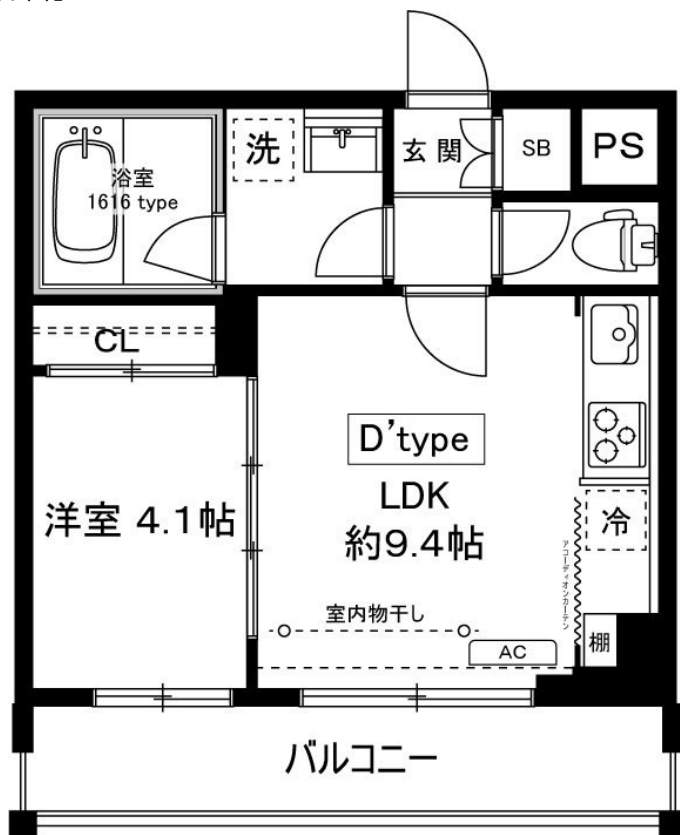 洗
玄関
SB
PS
浴室
1616 type
CL
D'type
LDK
約9.4帖
洋室 4.1帖
冷
アコーディオンカーテン
室内物干し
AC
棚
バルコニー